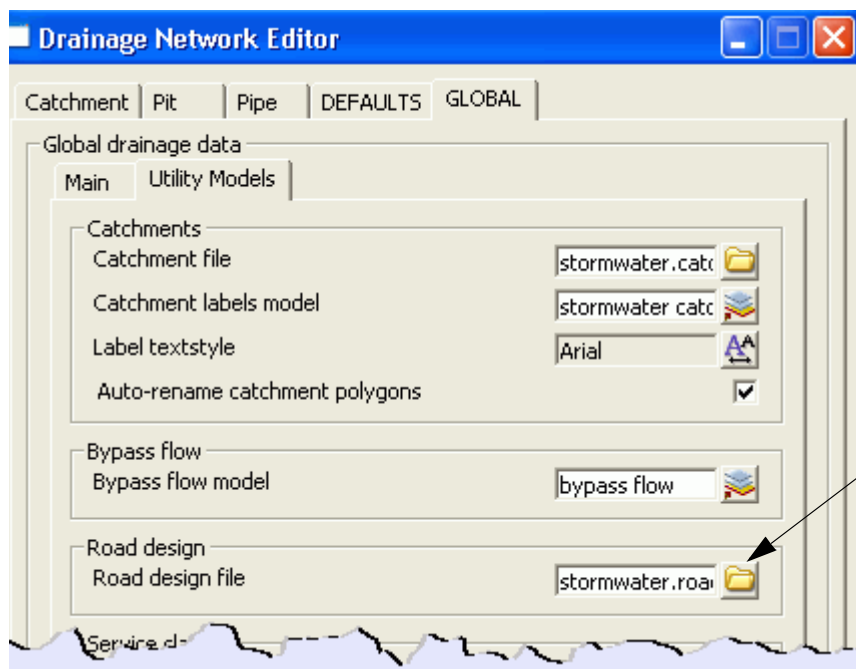 Drainage Network Editor
Catchment Pit Pipe DEFAULTS GLOBAL
Global drainage data
Main Utility Models
Catchments
Catchment file stormwater.catc
Catchment labels model stormwater catc
Label textstyle Arial
Auto-rename catchment polygons
Bypass flow
Bypass flow model bypass flow
Road design
Road design file stormwater.road
Service